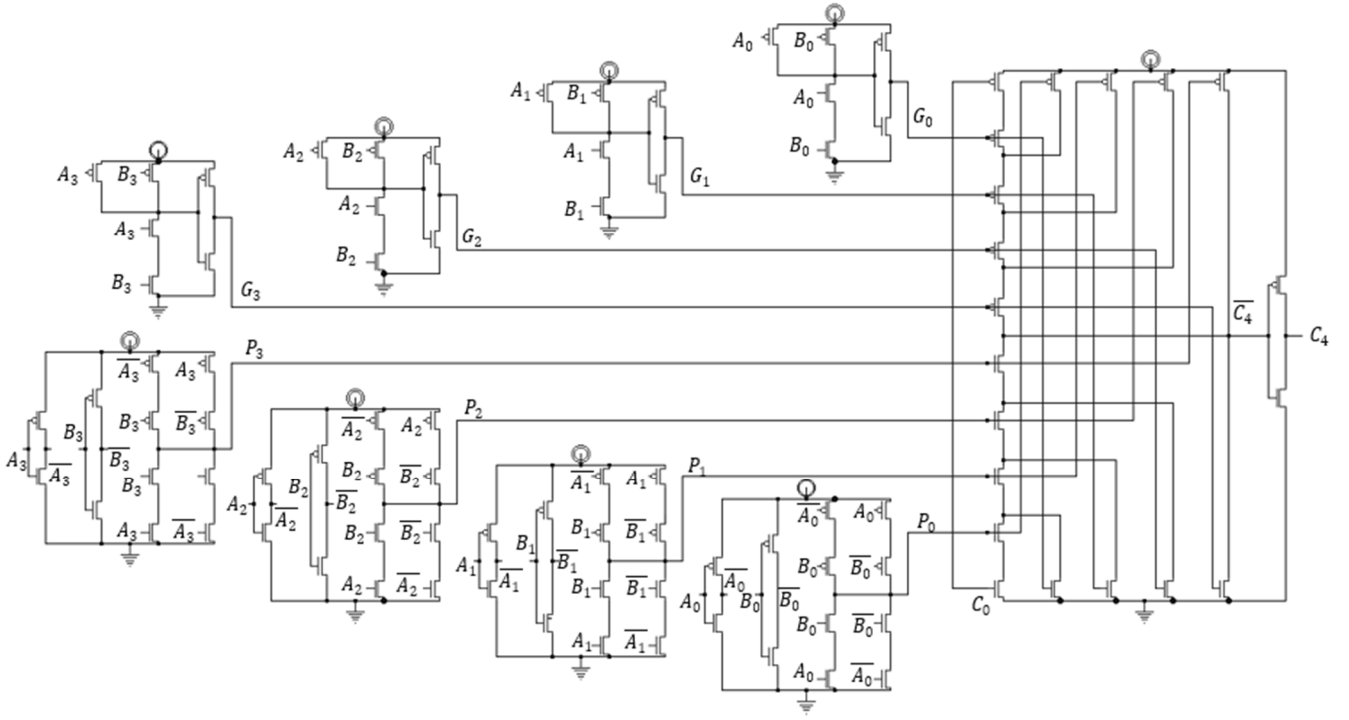 A₀ B₀
A₀
B₀
G₀
A₁ B₁
A₁
B₁
G₁
A₂ B₂
A₂
B₂
G₂
A₃ B₃
A₃
B₃
G₃
C̅₄
C₄
P₃
A̅₃ A₃
B₃ B̅₃
B₃ B̅₃
A₃ A̅₃
B₃
A₃ A̅₃
P₂
A̅₂ A₂
B₂ B̅₂
B₂ B̅₂
A₂ A̅₂
B₂ B̅₂
A₂ A̅₂
P₁
A̅₁ A₁
B₁ B̅₁
B₁ B̅₁
A₁ A̅₁
B₁ B̅₁
A₁ A̅₁
P₀
A̅₀ A₀
B₀ B̅₀
A₀ A̅₀ B₀ B̅₀
B₀ B̅₀
A₀ A̅₀
C₀